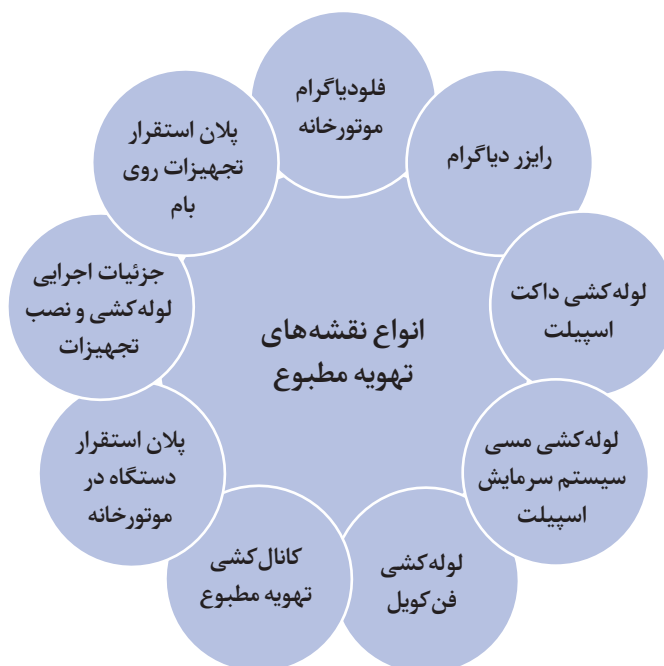 انواع نقشه‌های
تهویه مطبوع
فلودیاگرام
موتورخانه
رایزر دیاگرام
لوله‌کشی داکت
اسپیلت
لوله‌کشی مسی
سیستم سرمایش
اسپیلت
لوله‌کشی
فن‌کویل
کانال‌کشی
تهویه مطبوع
پلان استقرار
دستگاه در
موتورخانه
جزئیات اجرایی
لوله‌کشی و نصب
تجهیزات
پلان استقرار
تجهیزات روی
بام